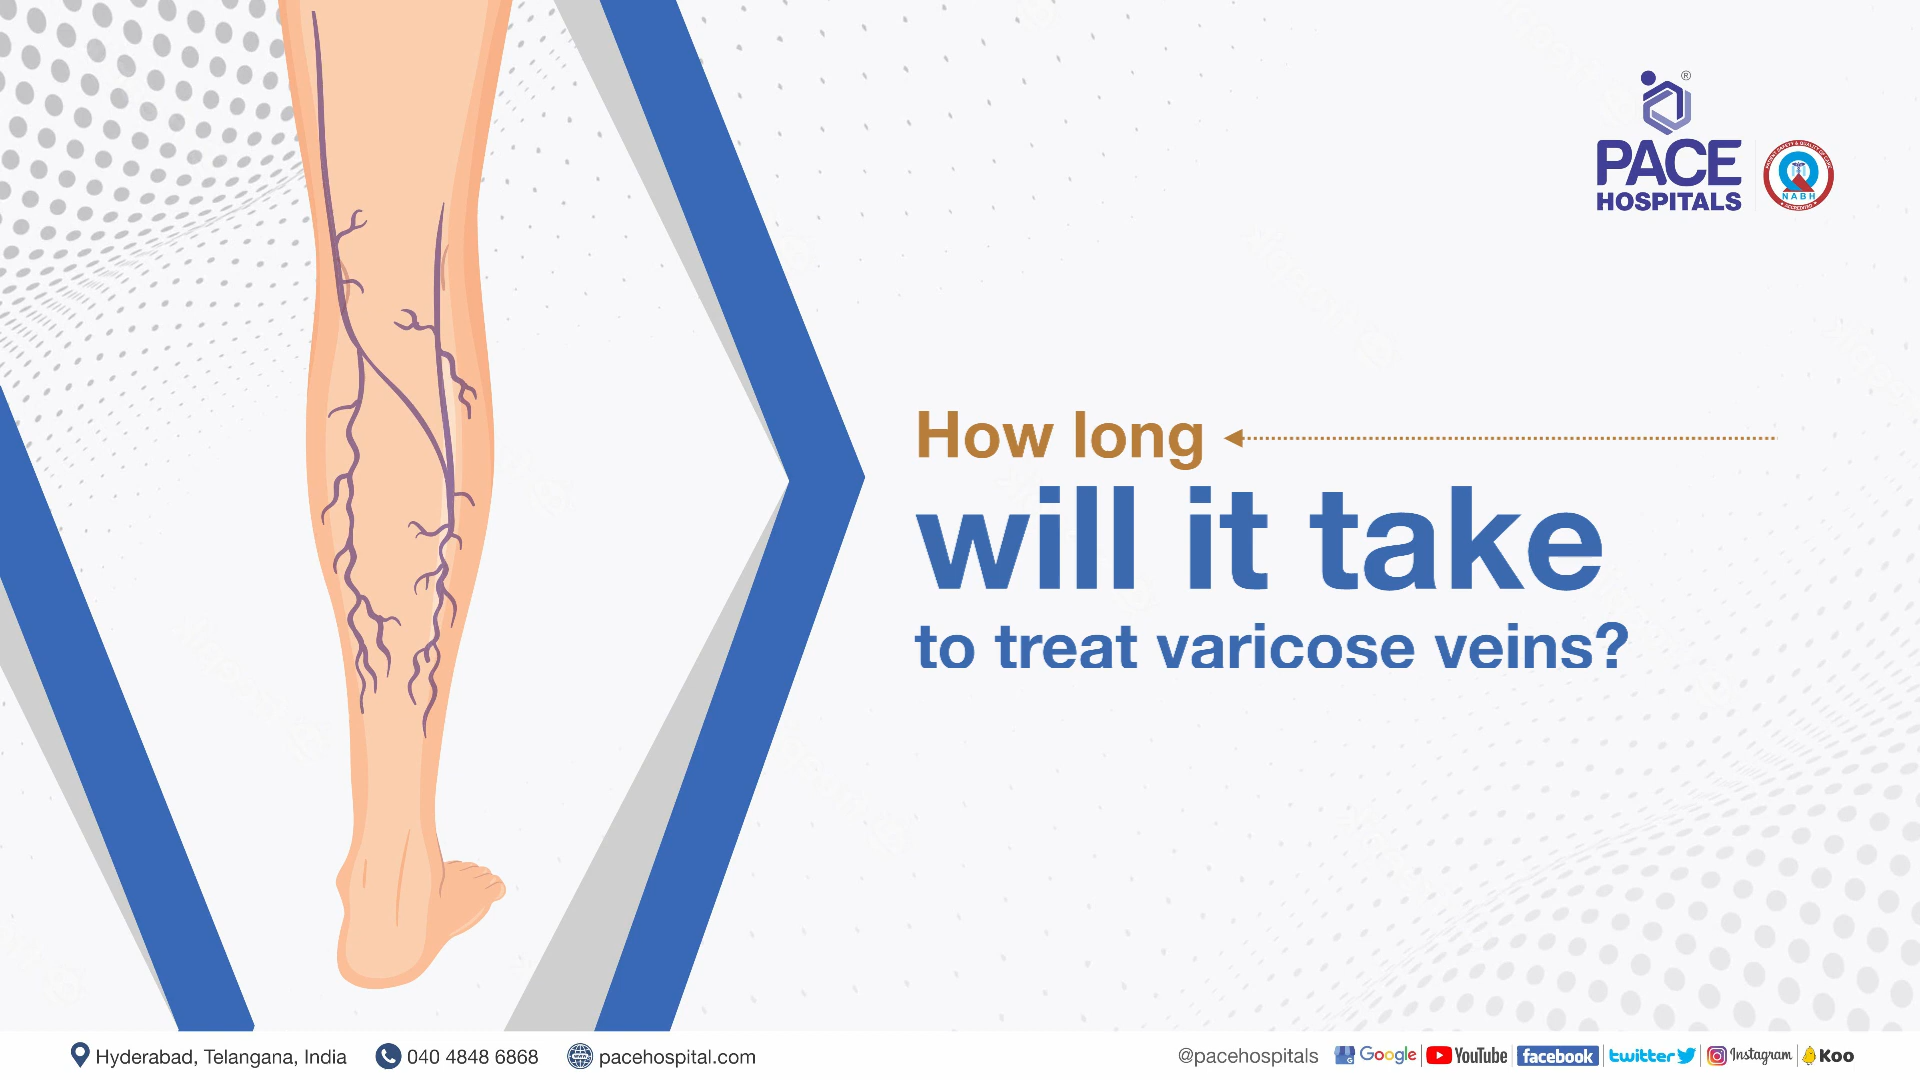 ®
PACE
HOSPITALS
NABH
How long
will it take
to treat varicose veins?
Hyderabad, Telangana, India
040 4848 6868
pacehospital.com
@pacehospitals
Google
YouTube
facebook
twitter
Instagram
Koo